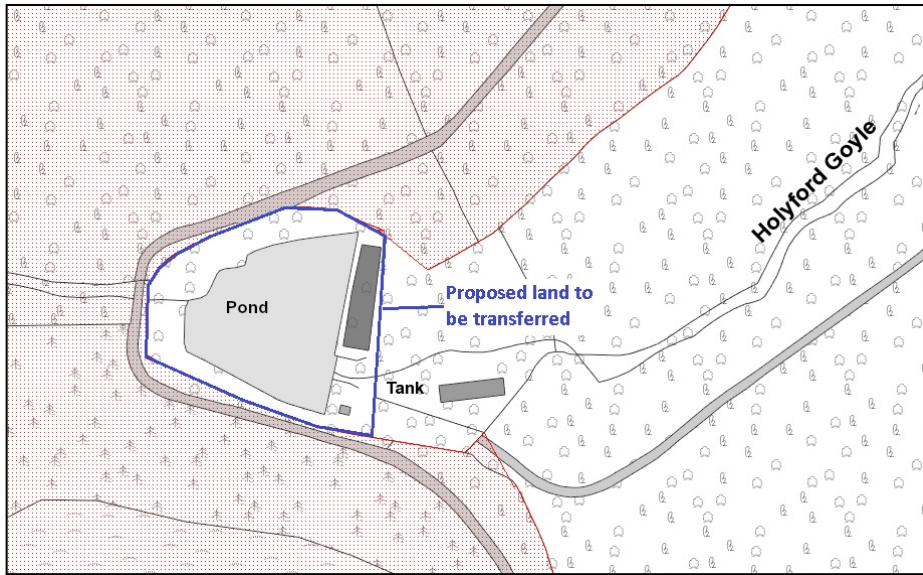 Holyford Goyle
Proposed land to
be transferred
Pond
Tank